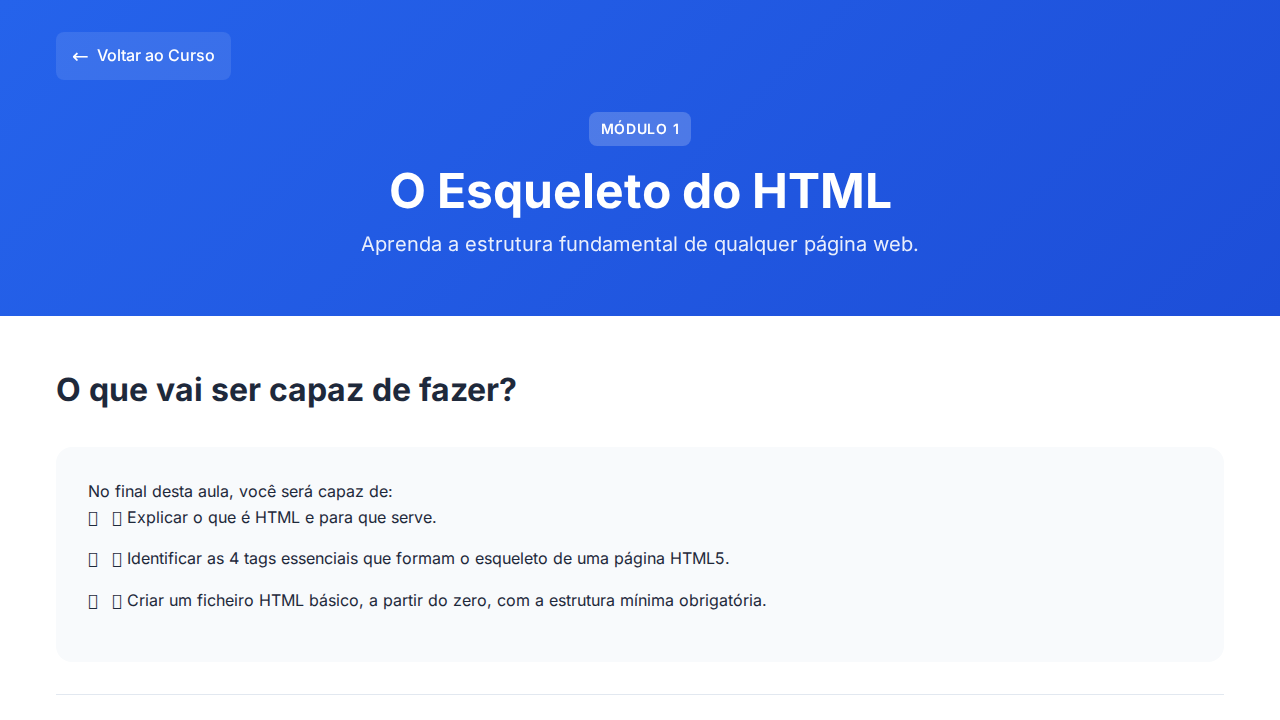 ← Voltar ao Curso
MÓDULO 1
O Esqueleto do HTML
Aprenda a estrutura fundamental de qualquer página web.
O que vai ser capaz de fazer?
No final desta aula, você será capaz de:
Explicar o que é HTML e para que serve.
Identificar as 4 tags essenciais que formam o esqueleto de uma página HTML5.
Criar um ficheiro HTML básico, a partir do zero, com a estrutura mínima obrigatória.